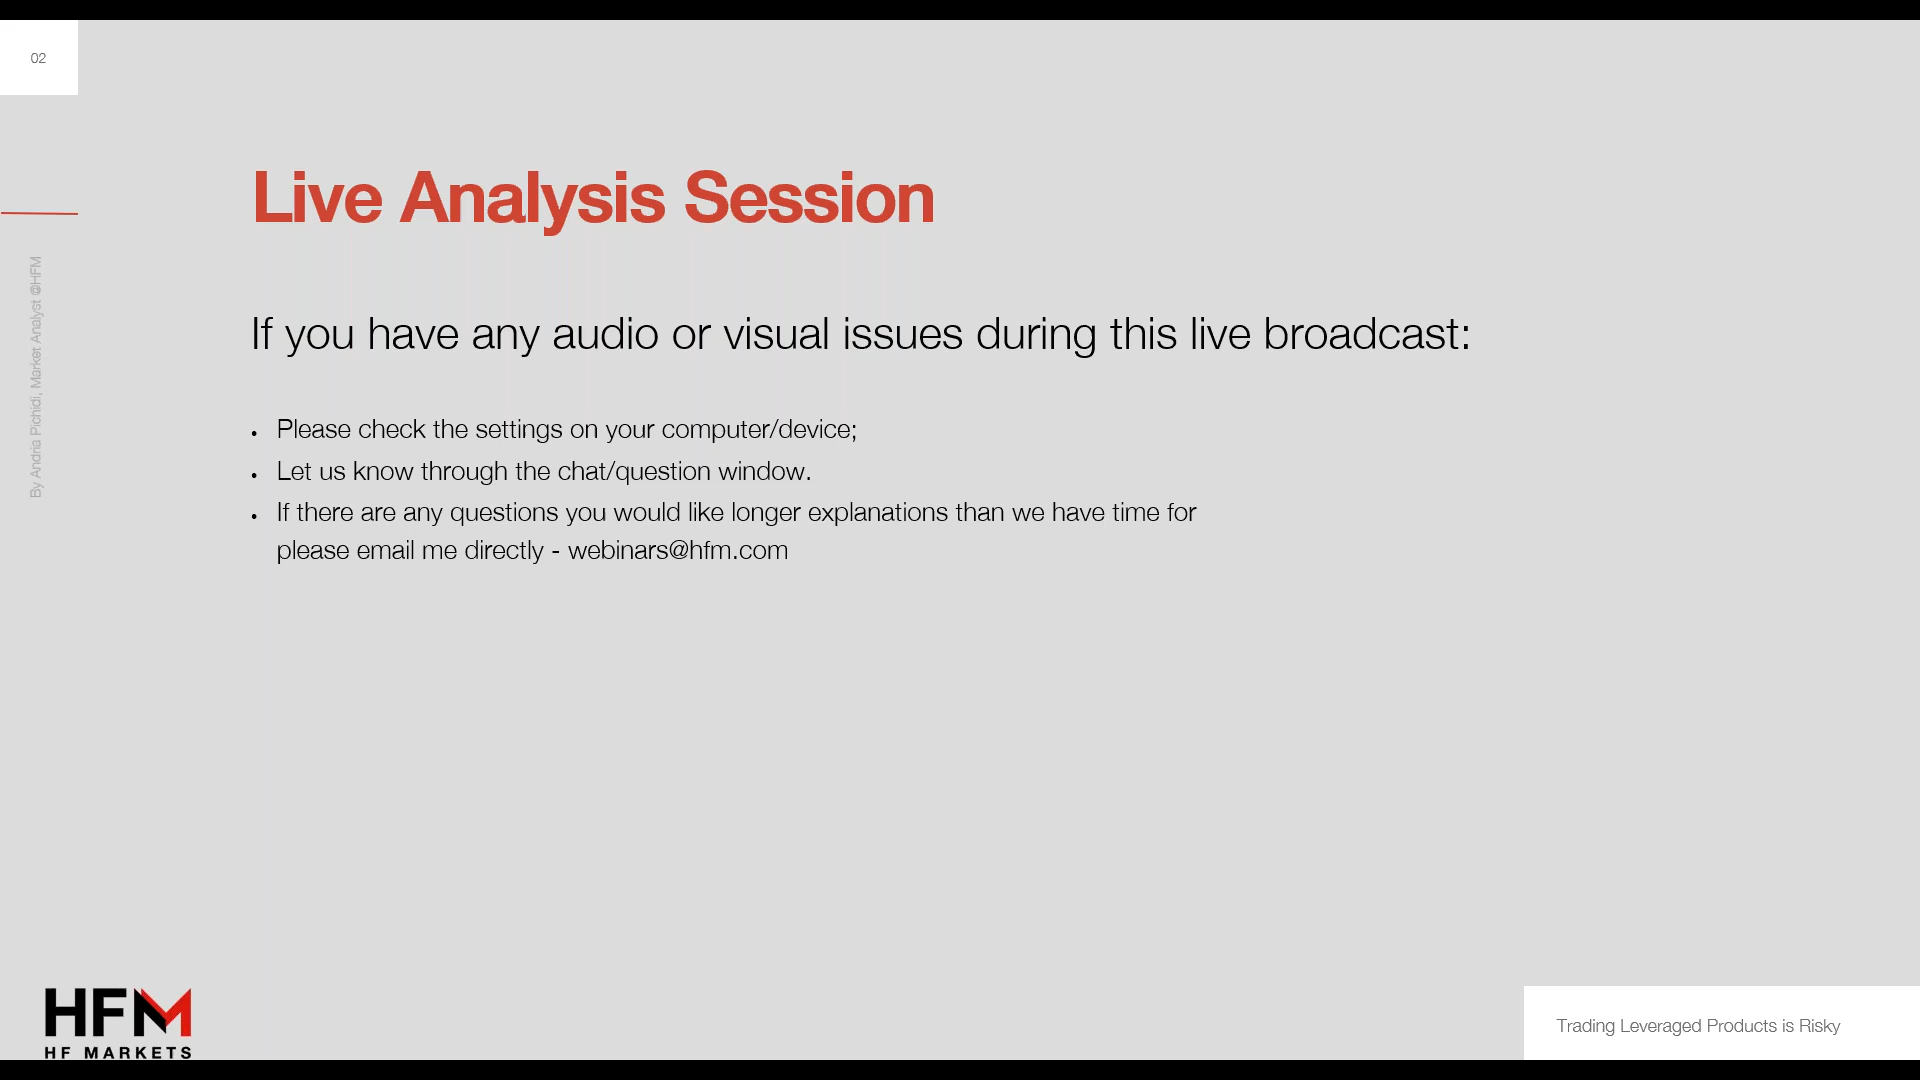 02
Live Analysis Session
By Andria Pichidi, Market Analyst @HFM
If you have any audio or visual issues during this live broadcast:
• Please check the settings on your computer/device;
• Let us know through the chat/question window.
• If there are any questions you would like longer explanations than we have time for
please email me directly - webinars@hfm.com
HFM
HF MARKETS
Trading Leveraged Products is Risky